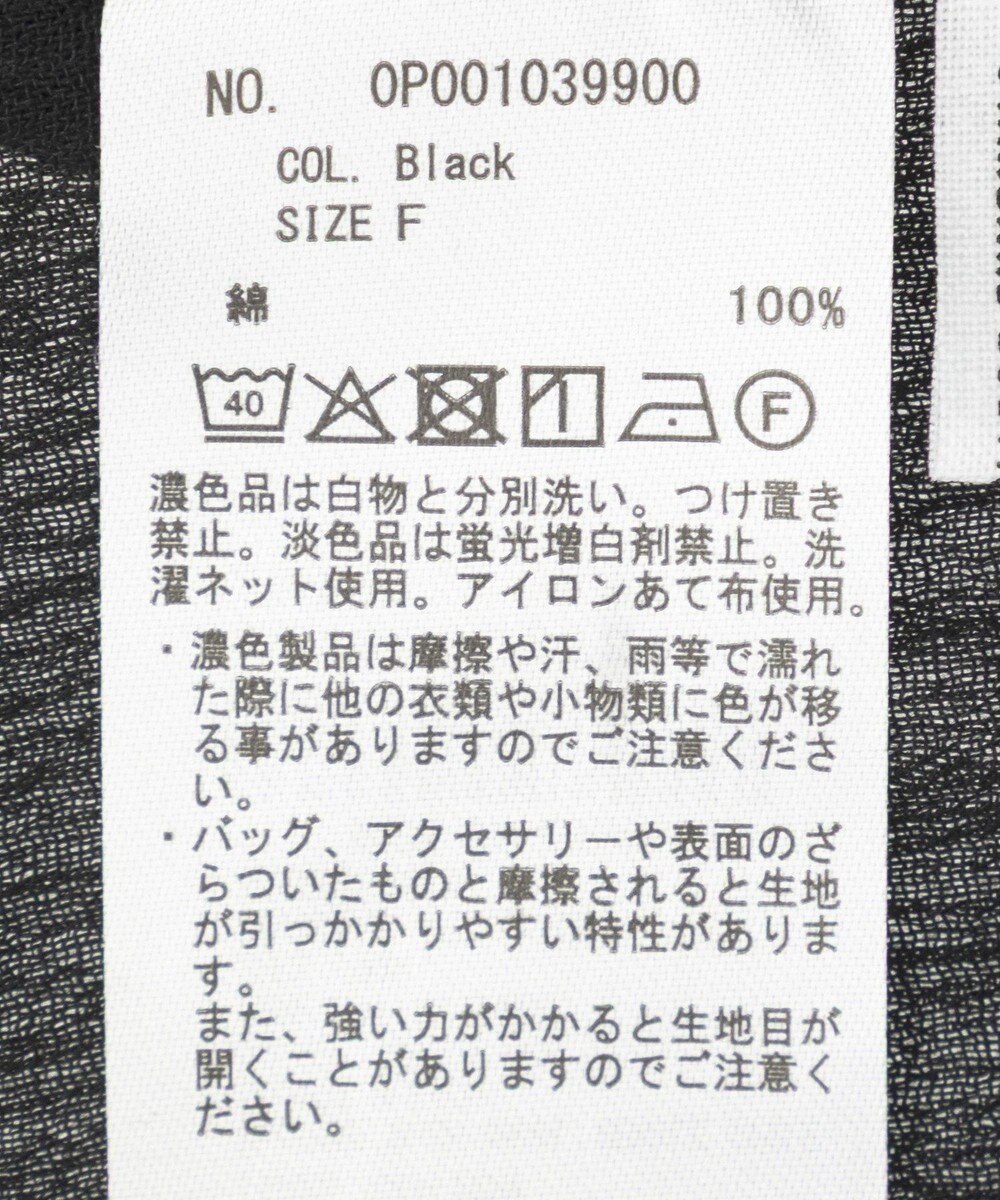 NO. 0P001039900
COL. Black
SIZE F
綿 100%
40 F
濃色品は白物と分別洗い。つけ置き
禁止。淡色品は蛍光増白剤禁止。洗
濯ネット使用。アイロンあて布使用。
・濃色製品は摩擦や汗、雨等で濡れ
た際に他の衣類や小物類に色が移
る事がありますのでご注意くださ
い。
・バッグ、アクセサリーや表面のざ
らついたものと摩擦されると生地
が引っかかりやすい特性がありま
す。
また、強い力がかかると生地目が
開くことがありますのでご注意く
ださい。